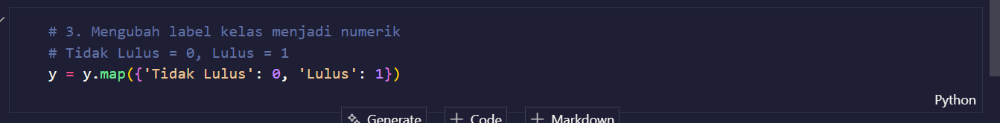 # 3. Mengubah label kelas menjadi numerik
# Tidak Lulus = 0, Lulus = 1
y = y.map({'Tidak Lulus': 0, 'Lulus': 1})
Python
Generate
+ Code
+ Markdown